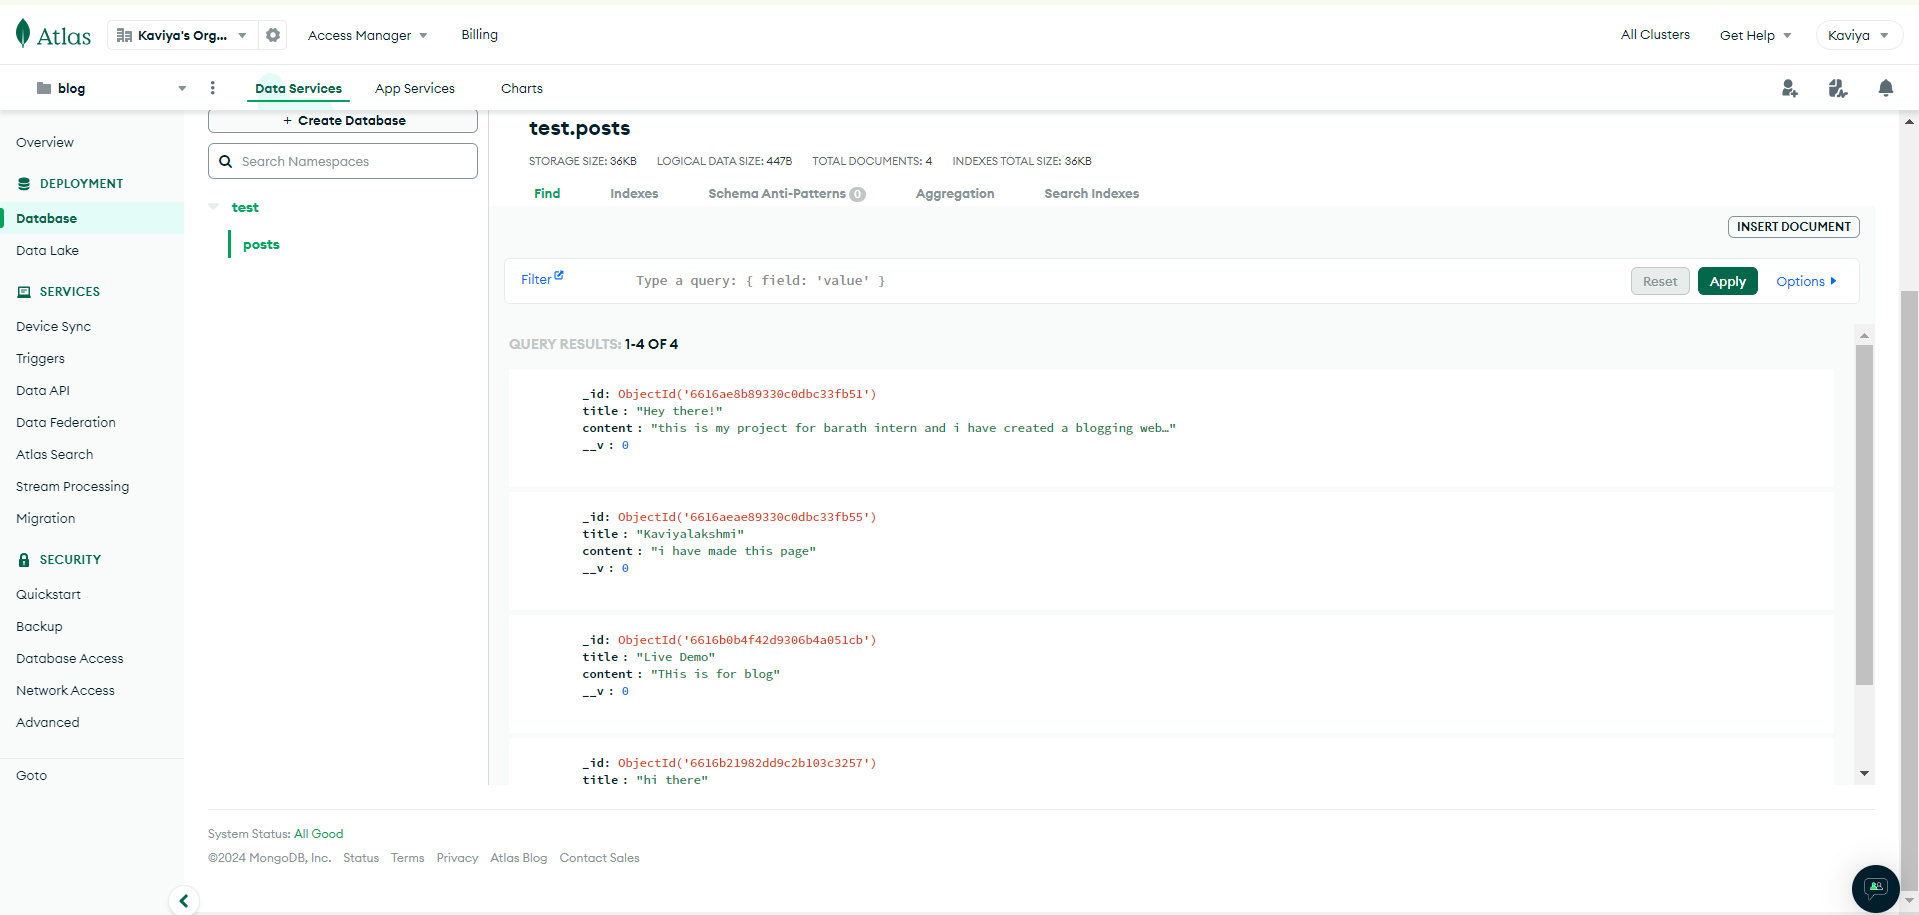 Atlas
Kaviya's Org...
Access Manager
Billing
All Clusters
Get Help
Kaviya
blog
Data Services
App Services
Charts
Overview
DEPLOYMENT
Database
Data Lake
SERVICES
Device Sync
Triggers
Data API
Data Federation
Atlas Search
Stream Processing
Migration
SECURITY
Quickstart
Backup
Database Access
Network Access
Advanced
Goto
+ Create Database
Search Namespaces
test
posts
test.posts
STORAGE SIZE: 36KB LOGICAL DATA SIZE: 447B TOTAL DOCUMENTS: 4 INDEXES TOTAL SIZE: 36KB
Find Indexes Schema Anti-Patterns 0 Aggregation Search Indexes
INSERT DOCUMENT
Filter Type a query: { field: 'value' } Reset Apply Options
QUERY RESULTS: 1-4 OF 4
_id: ObjectId('6616ae8b89330c0dbc33fb51')
title : "Hey there!"
content : "this is my project for barath intern and i have created a blogging web…"
__v : 0
_id: ObjectId('6616aeae89330c0dbc33fb55')
title : "Kaviyalakshmi"
content : "i have made this page"
__v : 0
_id: ObjectId('6616b0b4f42d9306b4a051cb')
title : "Live Demo"
content : "THis is for blog"
__v : 0
_id: ObjectId('6616b21982dd9c2b103c3257')
title : "hi there"
System Status: All Good
©2024 MongoDB, Inc. Status Terms Privacy Atlas Blog Contact Sales